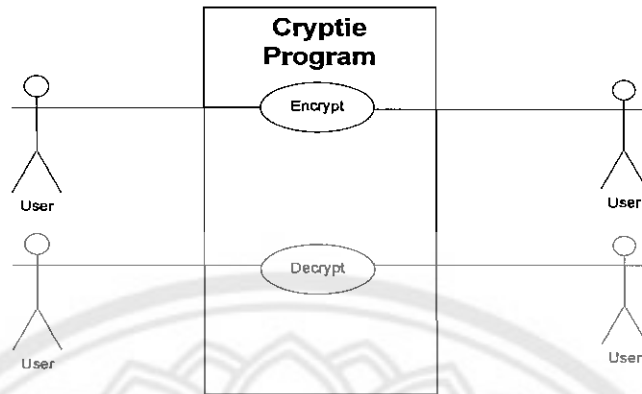 Cryptie
Program
Encrypt
User
User
Decrypt
User
User